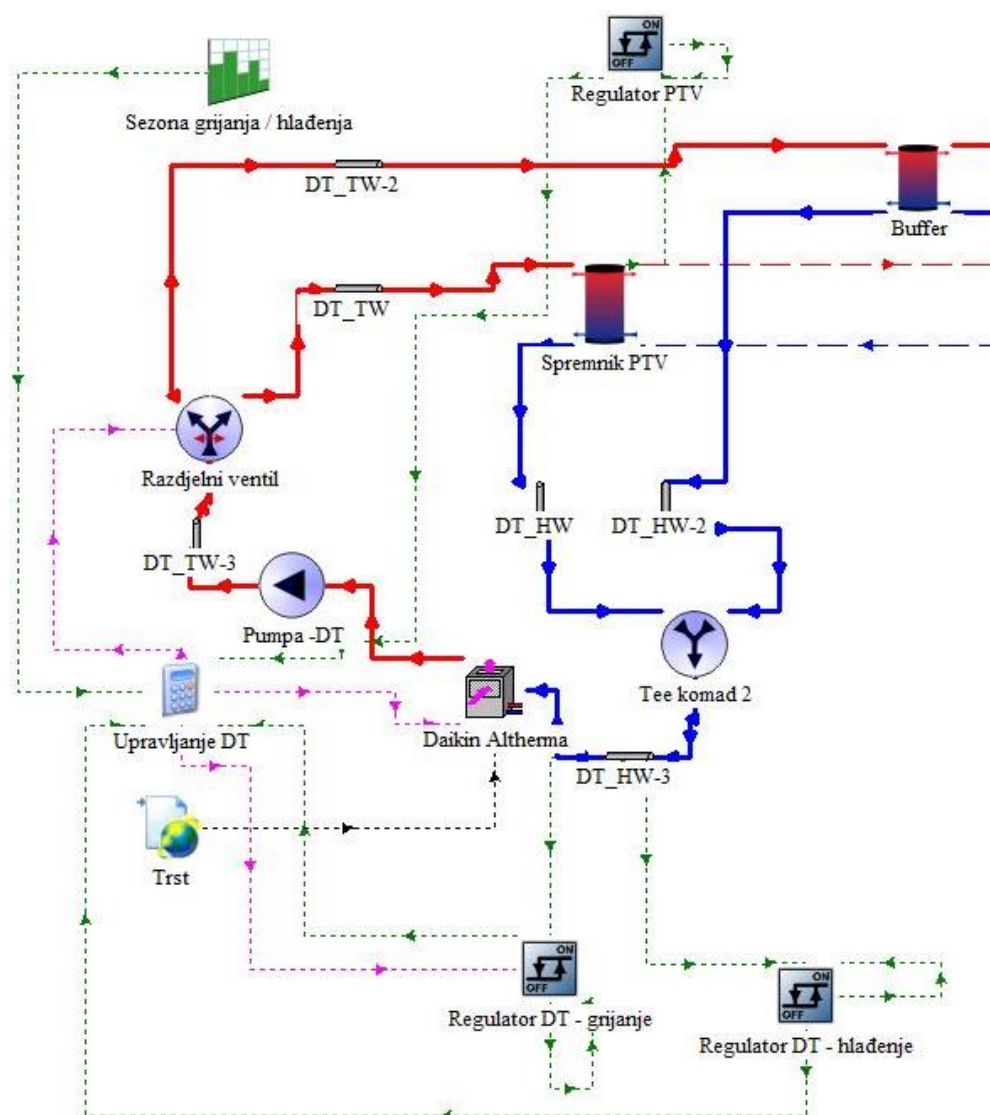 ON
OFF
Regulator PTV
Sezona grijanja / hlađenja
DT_TW-2
Buffer
DT_TW
Spremnik PTV
Razdjelni ventil
DT_HW
DT_HW-2
DT_TW-3
Pumpa -DT
Tee komad 2
Upravljanje DT
Daikin Altherma
DT_HW-3
Trst
ON
OFF
Regulator DT - grijanje
ON
OFF
Regulator DT - hlađenje